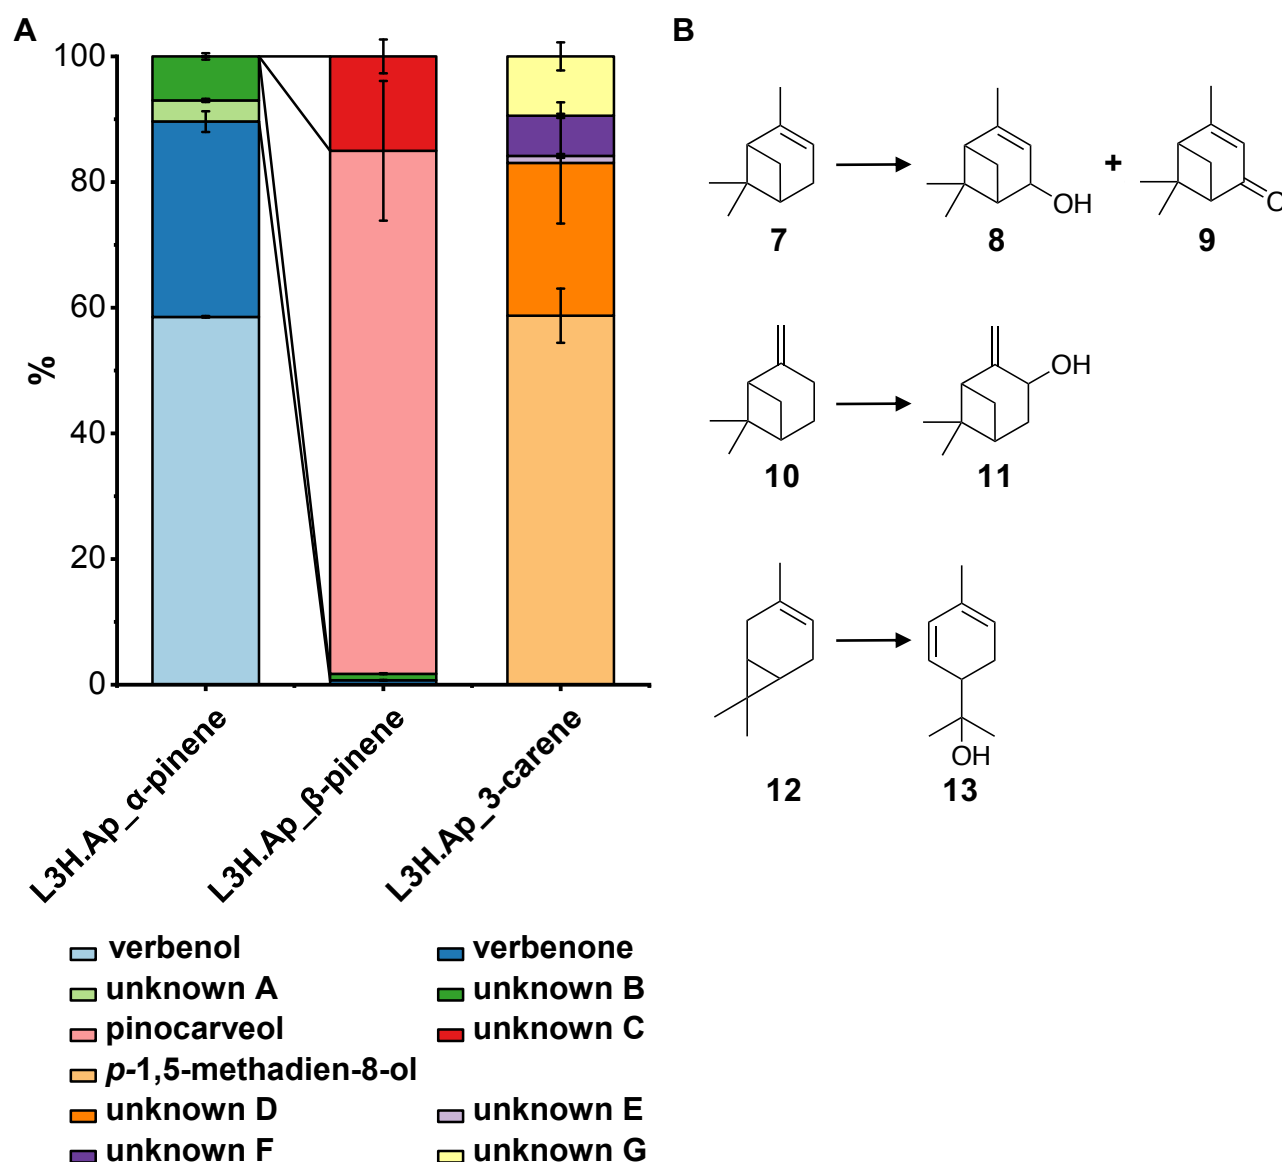 A
B
100
80
60
40
20
0
%
L3H.Ap_α-pinene
L3H.Ap_β-pinene
L3H.Ap_3-carene
verbenol
verbenone
unknown A
unknown B
pinocarveol
unknown C
p-1,5-methadien-8-ol
unknown D
unknown E
unknown F
unknown G
OH
+
O
7
8
9
OH
10
11
OH
12
13